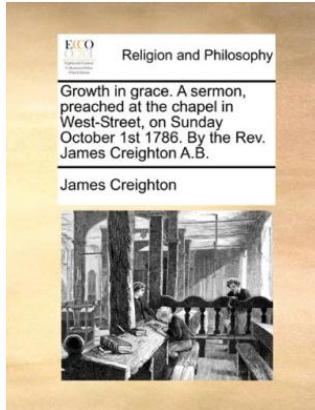 ECCO
Religion and Philosophy
Growth in grace. A sermon,
preached at the chapel in
West-Street, on Sunday
October 1st 1786. By the Rev.
James Creighton A.B.
James Creighton